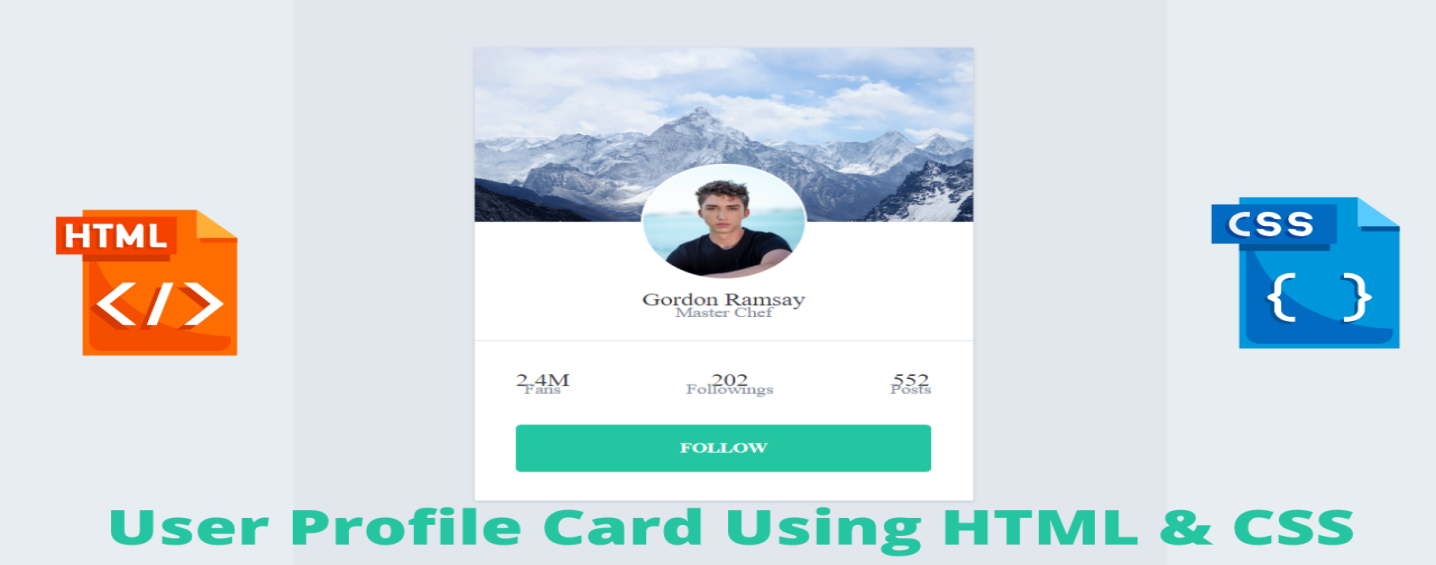 HTML
</>
CSS
{ }
Gordon Ramsay
Master Chef
2.4M 202 552
Fans Followings Posts
FOLLOW
User Profile Card Using HTML & CSS